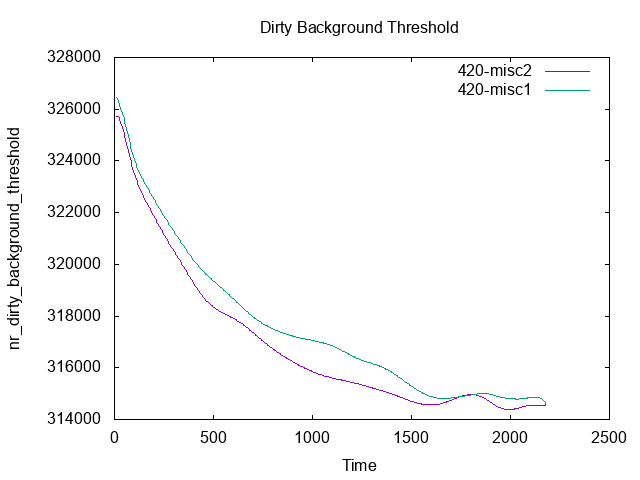 Dirty Background Threshold
420-misc2
420-misc1
nr_dirty_background_threshold
328000
326000
324000
322000
320000
318000
316000
314000
0 500 1000 1500 2000 2500
Time